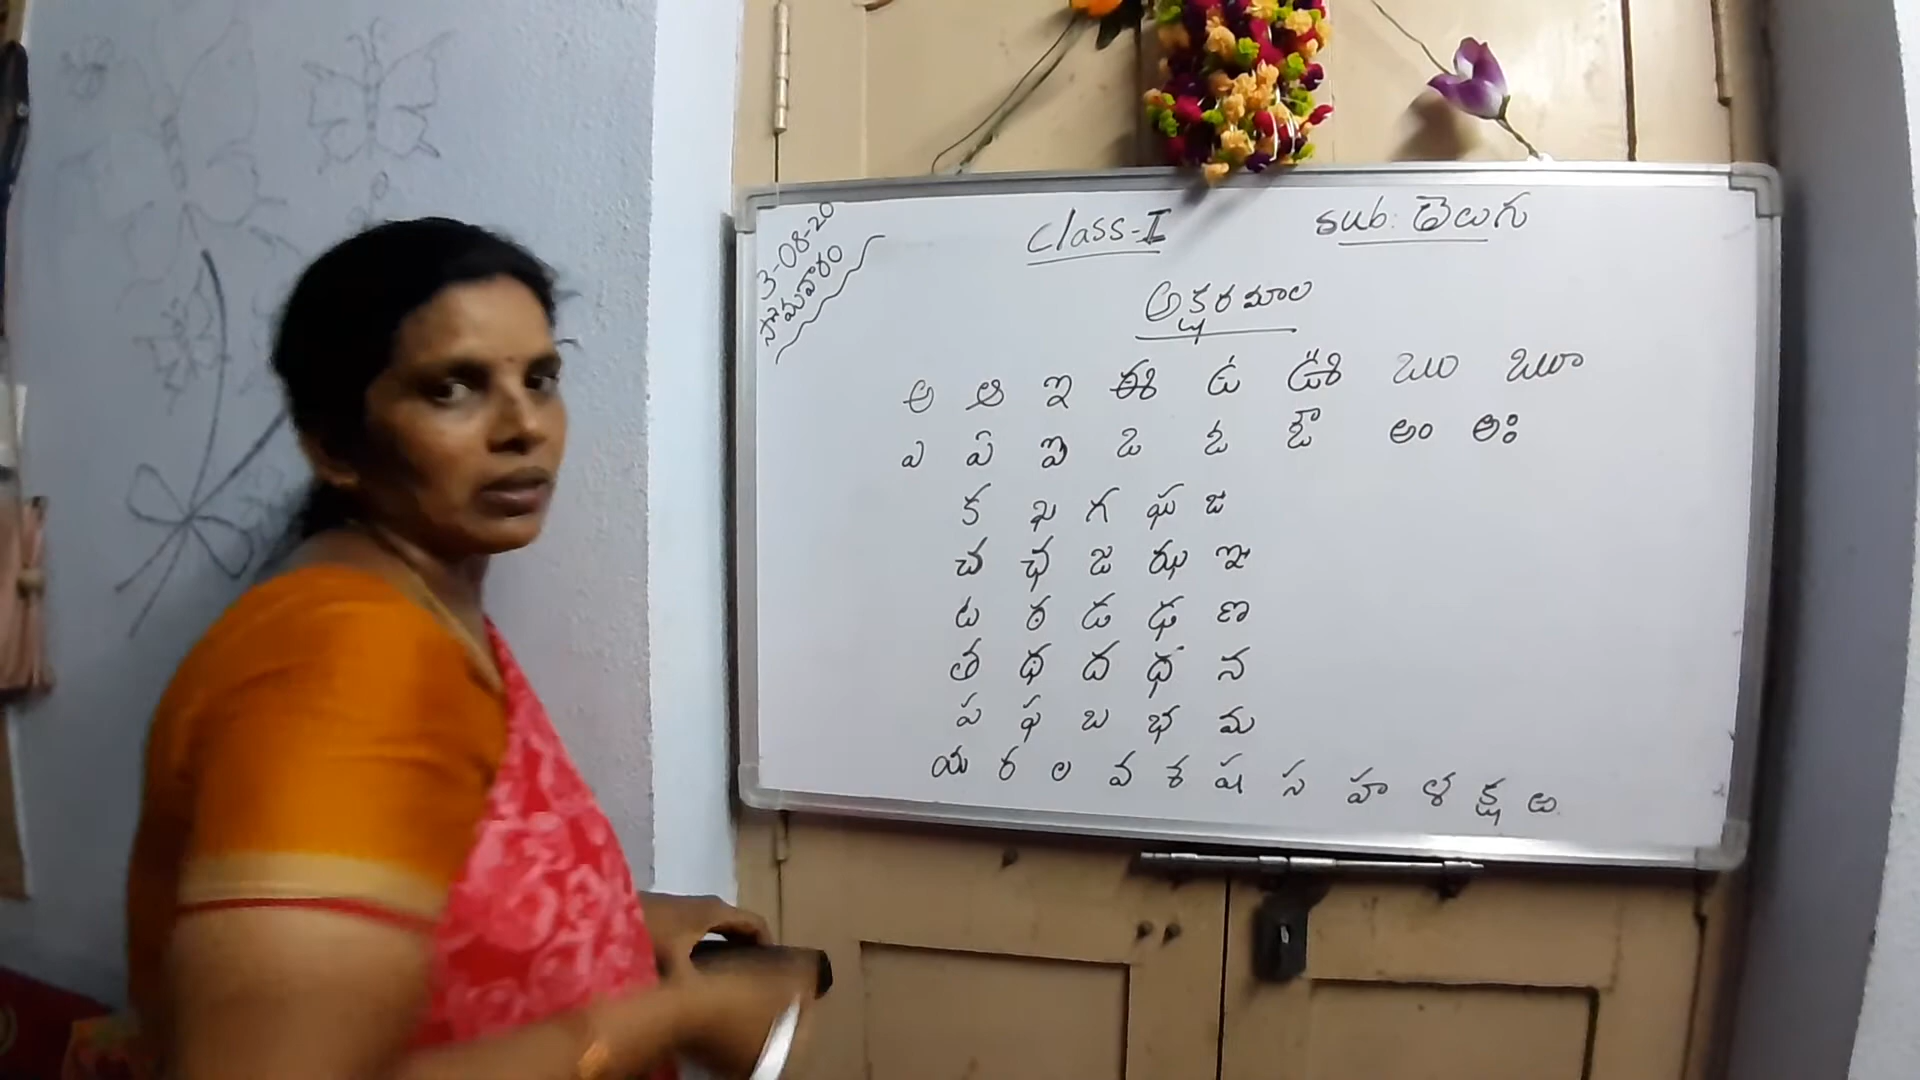 3-08-20
సోమవారం
Class-I
Sub: తెలుగు
అక్షరమాల
అ ఆ ఇ ఈ ఉ ఊ ఋ ౠ
ఎ ఏ ఐ ఒ ఓ ఔ అం అః
క ఖ గ ఘ ఙ
చ ఛ జ ఝ ఞ
ట ఠ డ ఢ ణ
త థ ద ధ న
ప ఫ బ భ మ
య ర ల వ శ ష స హ ళ క్ష ఱ